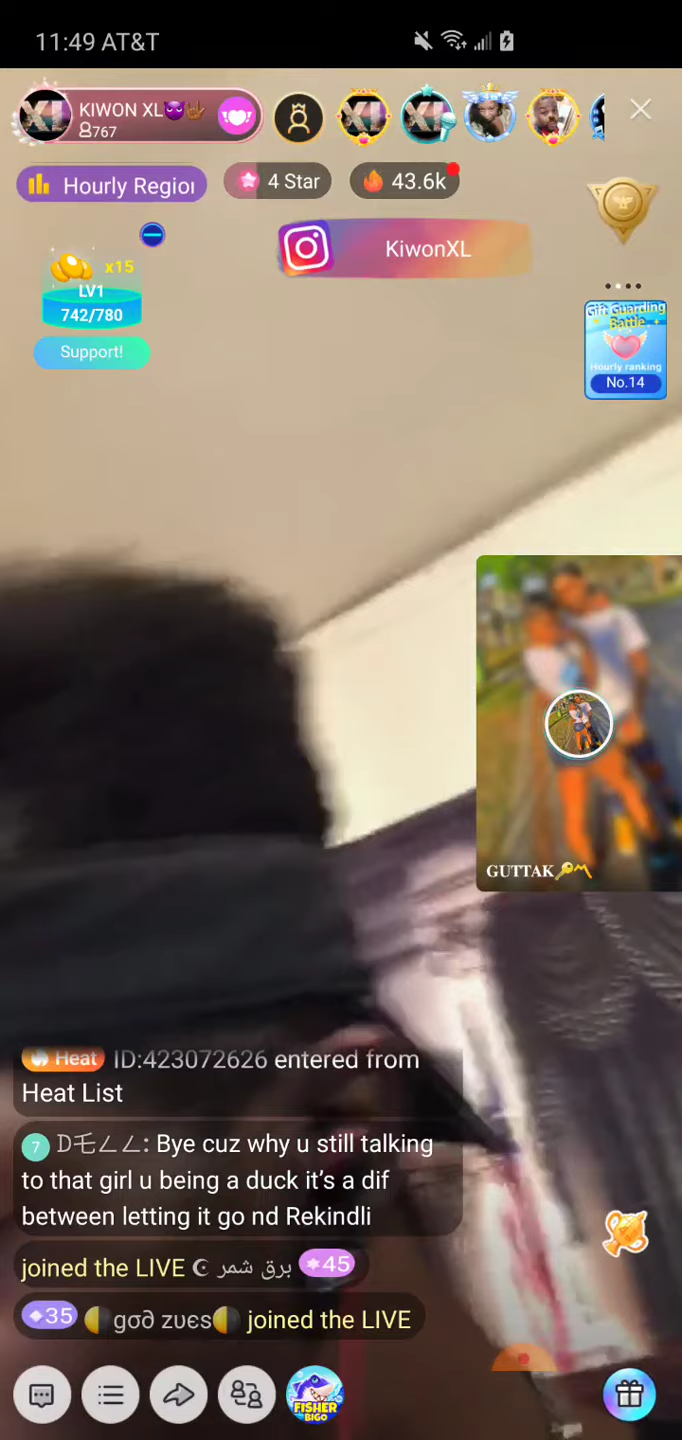 11:49 AT&T
KIWON XL😈🤟🏾
767
Hourly Region
4 Star
43.6k
KiwonXL
x15
LV1
742/780
Support!
Gift Guarding
Battle
Hourly ranking
No.14
GUTTAK🔑〽️
Heat ID:423072626 entered from
Heat List
7 D乇ㄥㄥ: Bye cuz why u still talking
to that girl u being a duck it’s a dif
between letting it go nd Rekindli
joined the LIVE ☪ برق شمر 45
35 🌗gσ∂ zυєѕ🌓 joined the LIVE
FISHER
BIGO